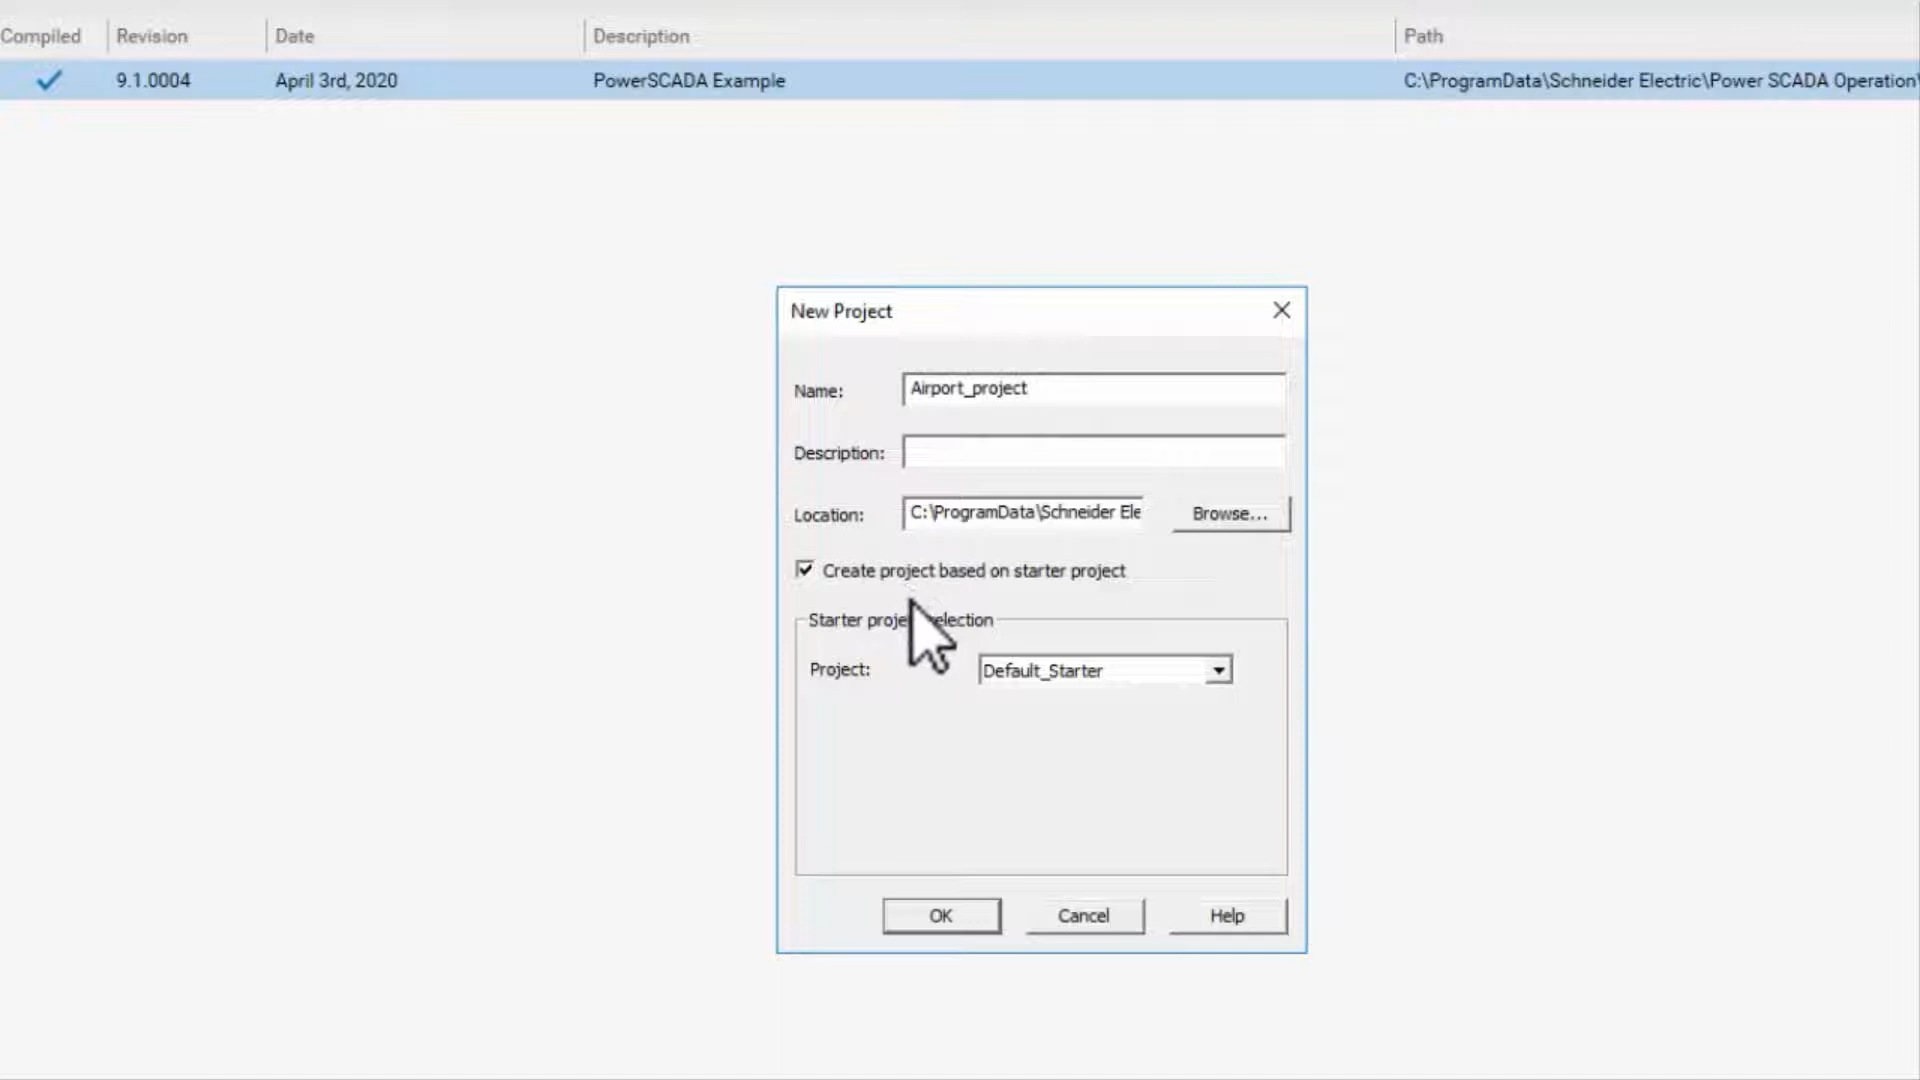 Compiled Revision Date Description Path
9.1.0004 April 3rd, 2020 PowerSCADA Example C:\ProgramData\Schneider Electric\Power SCADA Operation\
New Project
Name: Airport_project
Description:
Location: C:\ProgramData\Schneider Ele Browse...
Create project based on starter project
Starter election
Project: Default_Starter
OK Cancel Help